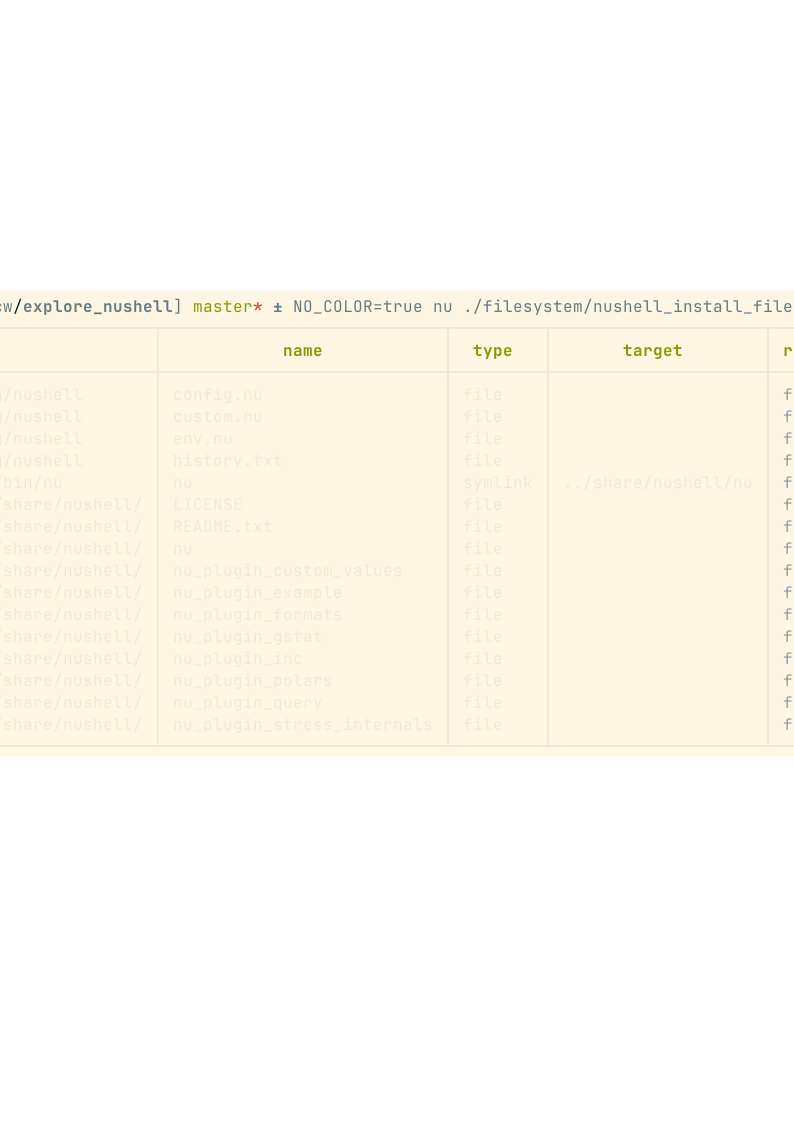 cw/explore_nushell] master* ± NO_COLOR=true nu ./filesystem/nushell_install_file
name type target r
g/nushell config.nu file f
g/nushell custom.nu file f
g/nushell env.nu file f
g/nushell history.txt file f
/bin/nu nu symlink ../share/nushell/nu f
/share/nushell/ LICENSE file f
/share/nushell/ README.txt file f
/share/nushell/ nu file f
/share/nushell/ nu_plugin_custom_values file f
/share/nushell/ nu_plugin_example file f
/share/nushell/ nu_plugin_formats file f
/share/nushell/ nu_plugin_gstat file f
/share/nushell/ nu_plugin_inc file f
/share/nushell/ nu_plugin_polars file f
/share/nushell/ nu_plugin_query file f
/share/nushell/ nu_plugin_stress_internals file f